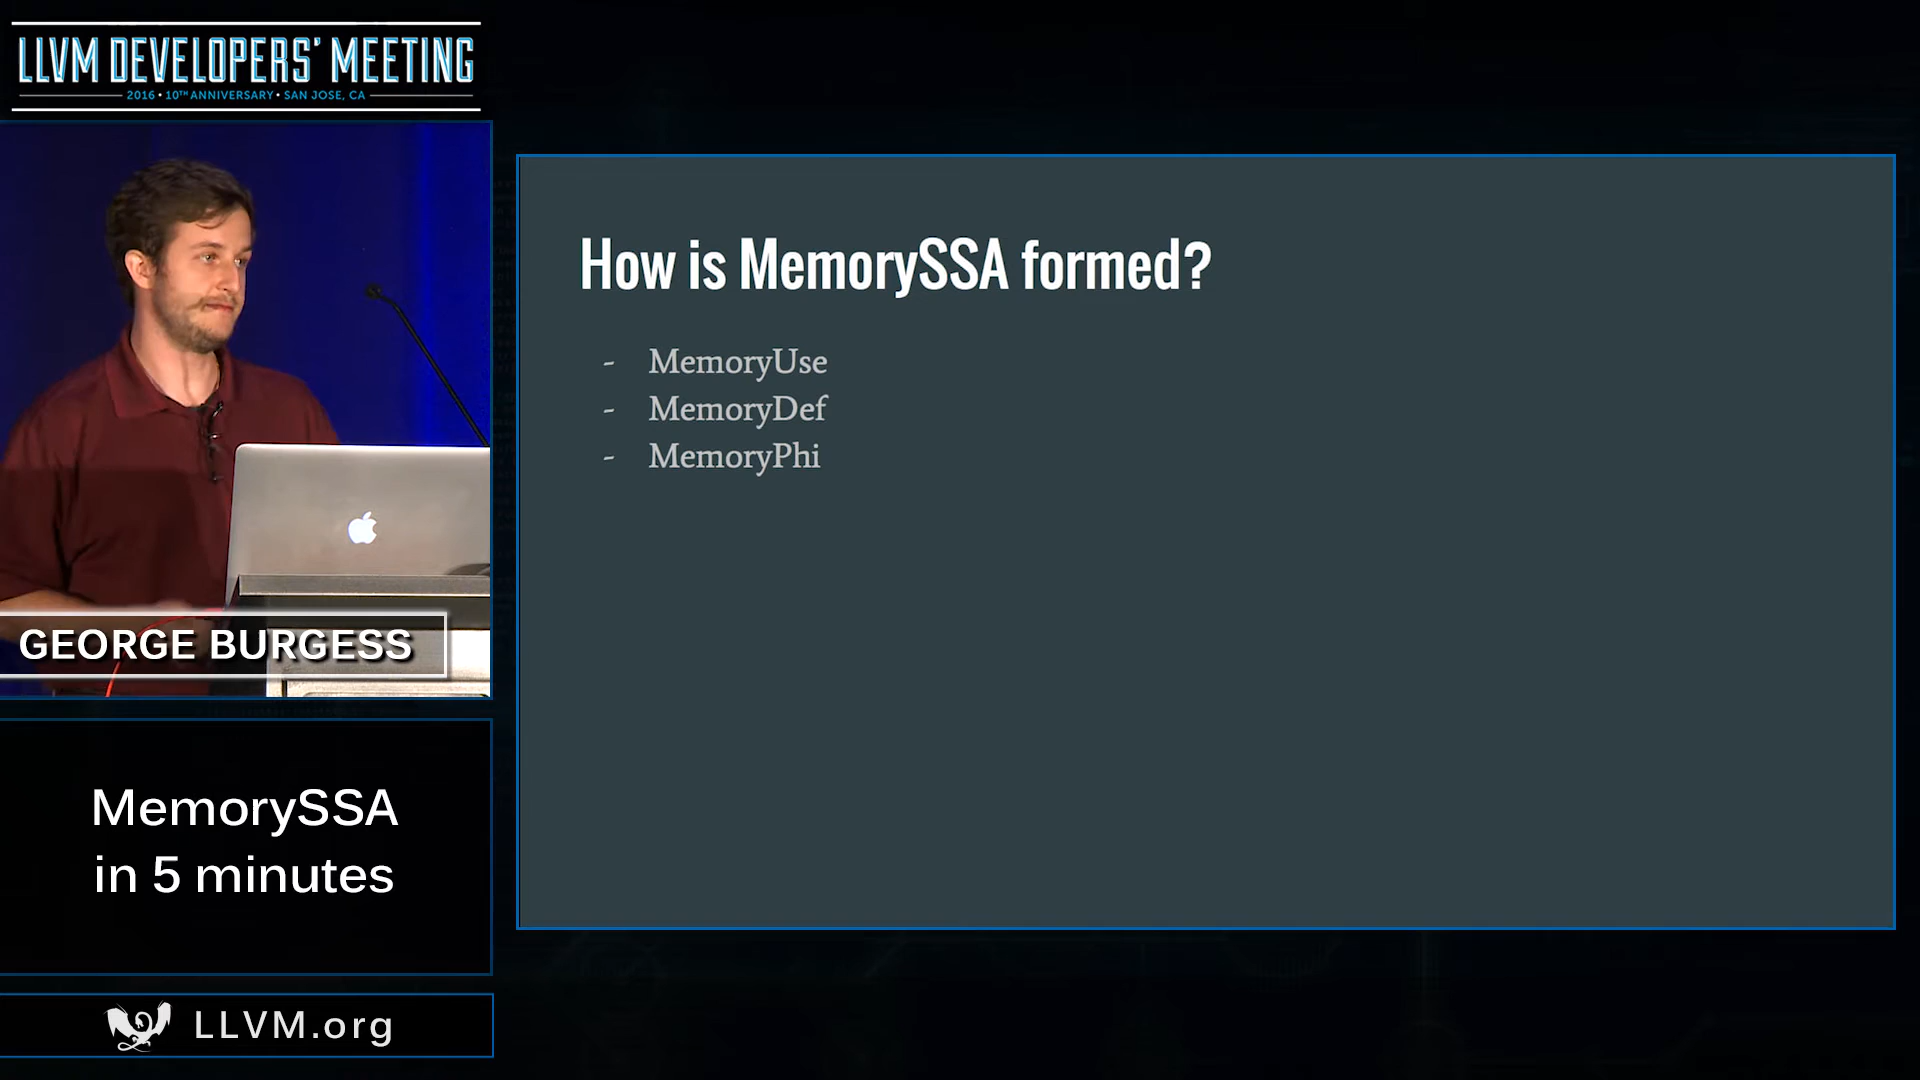 LLVM DEVELOPERS' MEETING
2016 • 10TH ANNIVERSARY • SAN JOSE, CA
How is MemorySSA formed?
- MemoryUse
- MemoryDef
- MemoryPhi
GEORGE BURGESS
MemorySSA
in 5 minutes
LLVM.org